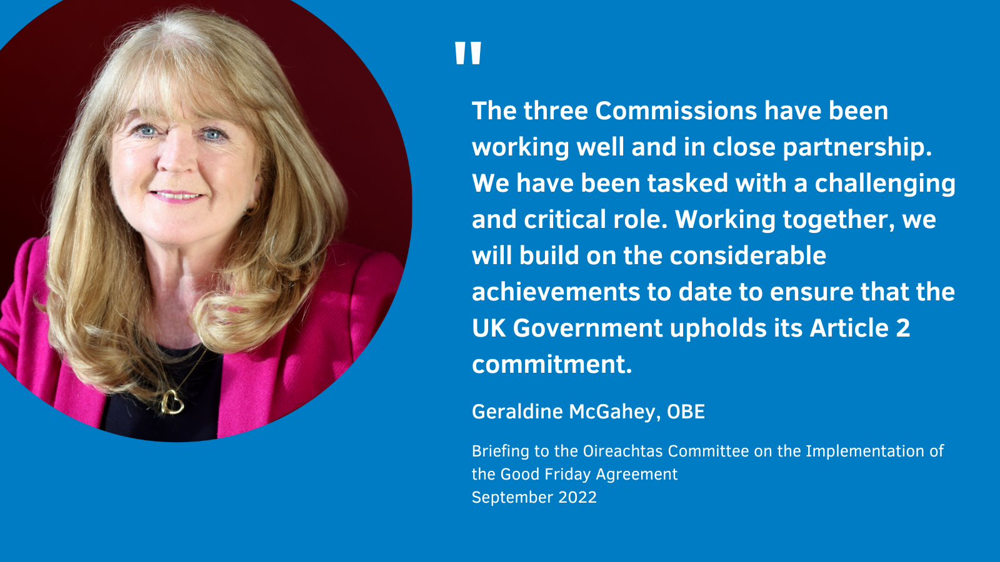 "
The three Commissions have been
working well and in close partnership.
We have been tasked with a challenging
and critical role. Working together, we
will build on the considerable
achievements to date to ensure that the
UK Government upholds its Article 2
commitment.
Geraldine McGahey, OBE
Briefing to the Oireachtas Committee on the Implementation of
the Good Friday Agreement
September 2022